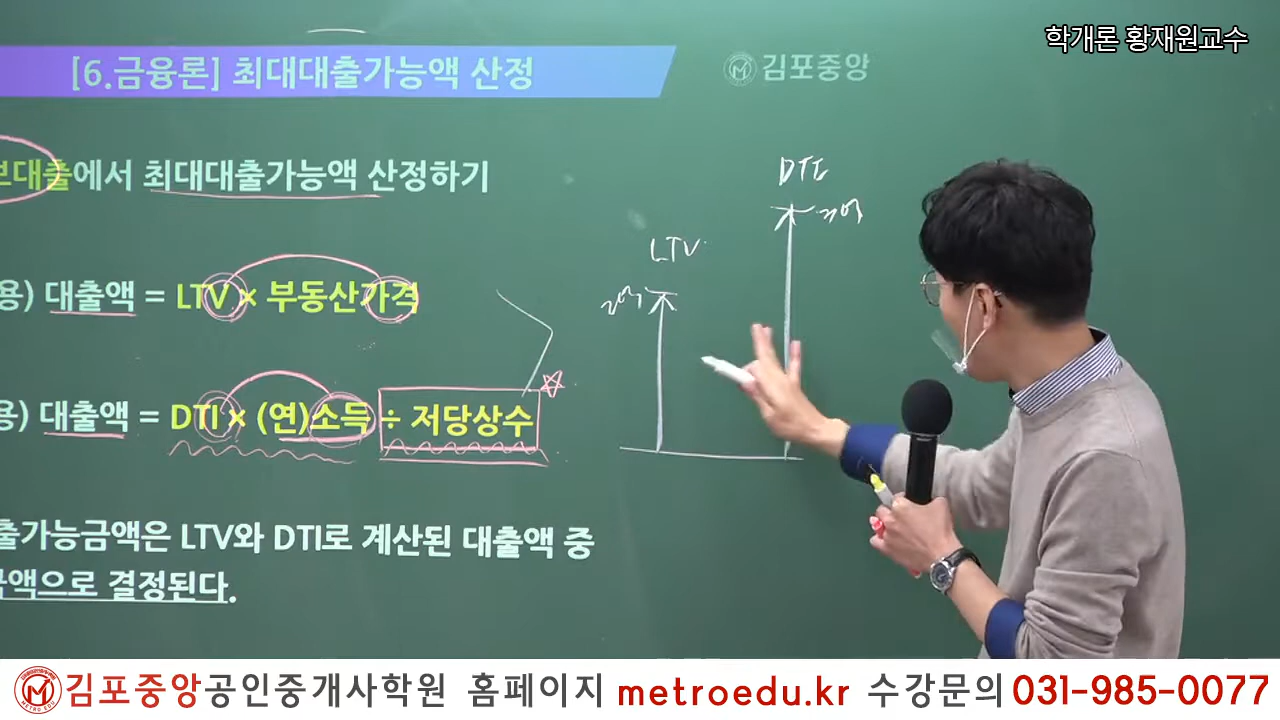 학개론 황재원교수
[6.금융론] 최대대출가능액 산정
김포중앙
보대출에서 최대대출가능액 산정하기
용) 대출액 = LTV × 부동산가격
용) 대출액 = DTI × (연)소득 ÷ 저당상수
출가능금액은 LTV와 DTI로 계산된 대출액 중
금액으로 결정된다.
DTI
3억
LTV
2억
김포중앙공인중개사학원 홈페이지 metroedu.kr 수강문의 031-985-0077